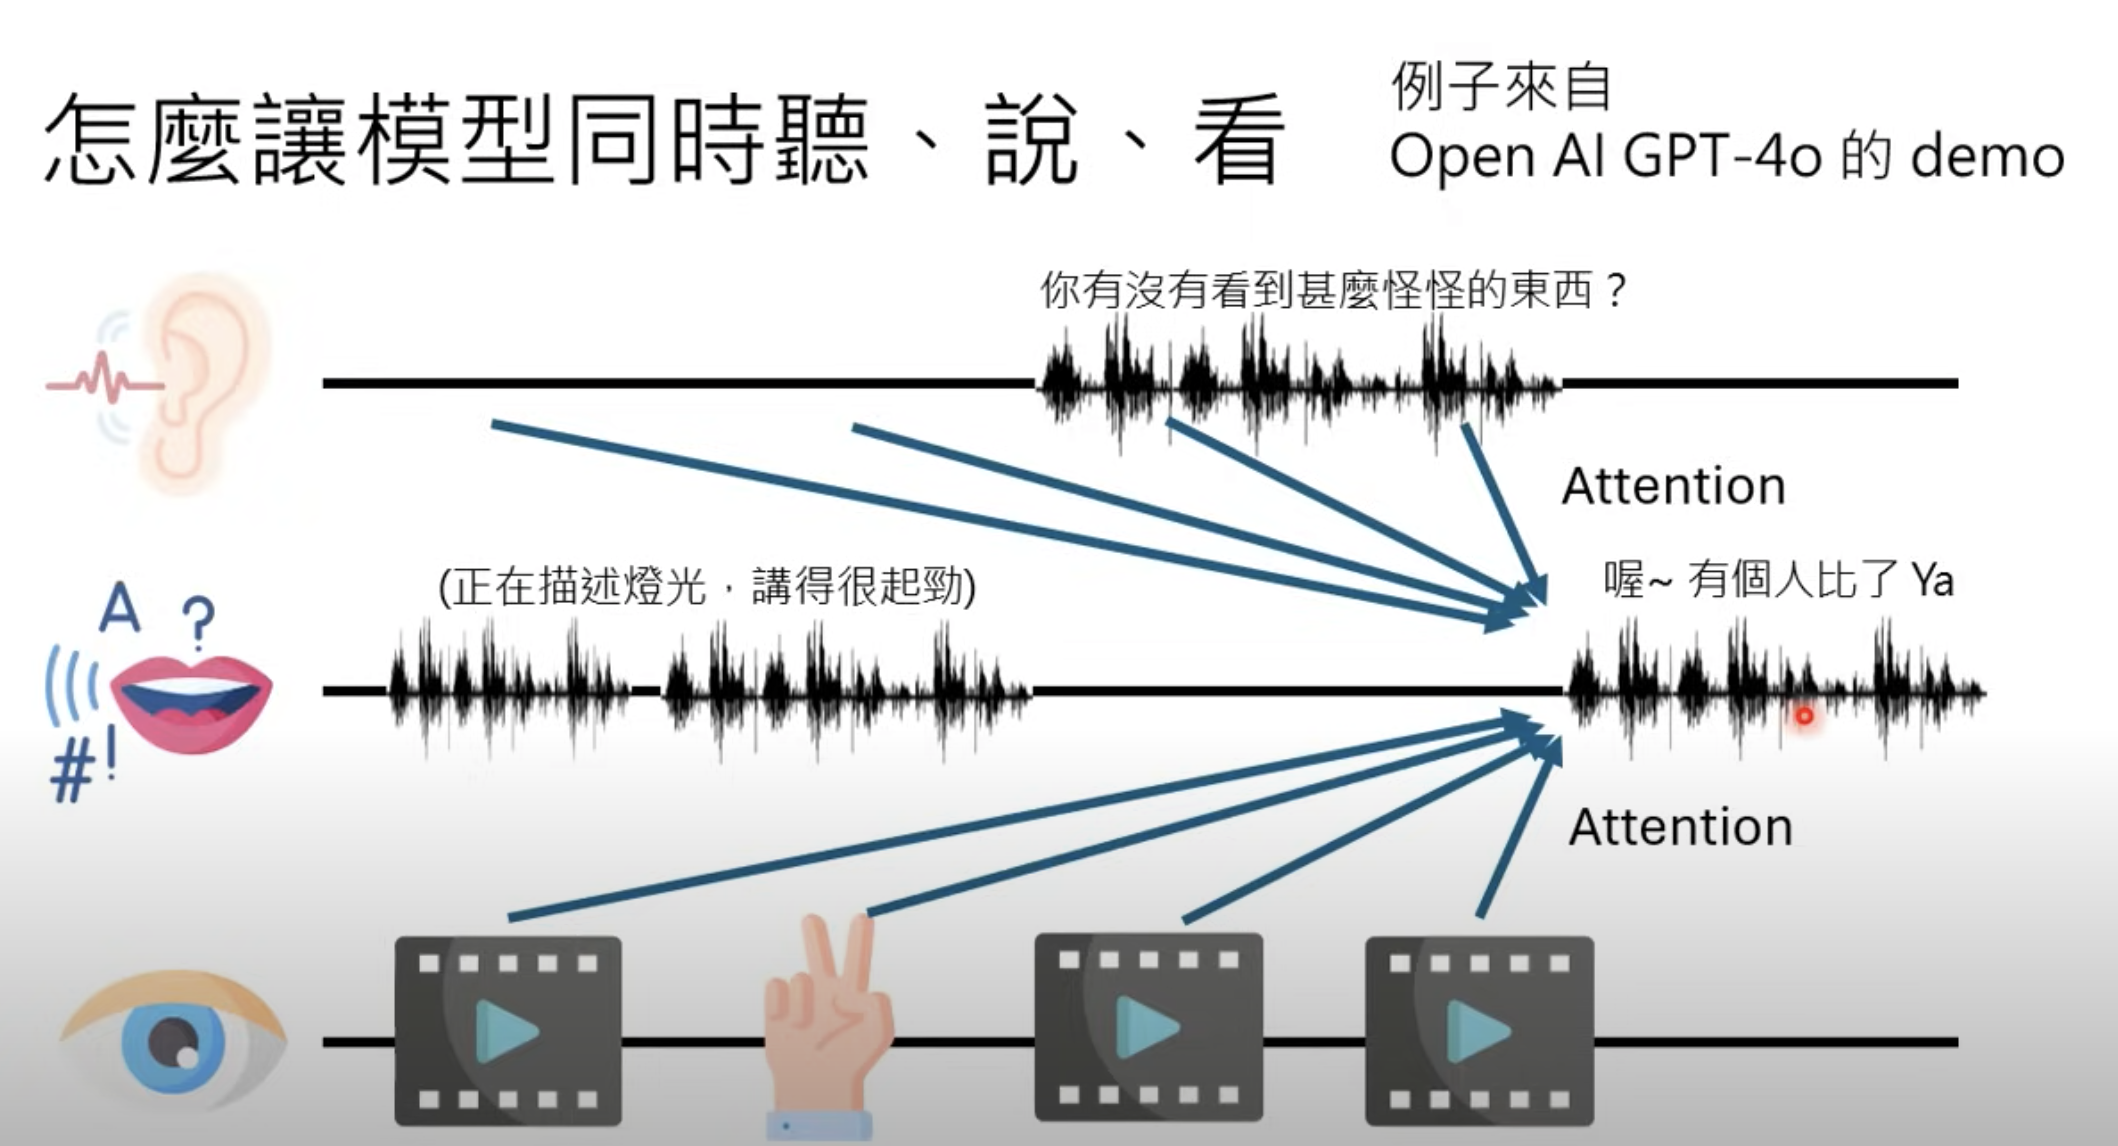 怎麼讓模型同時聽、說、看
例子來自
Open AI GPT-4o 的 demo
你有沒有看到甚麼怪怪的東西？
Attention
(正在描述燈光，講得很起勁)
喔~ 有個人比了 Ya
A
?
#!
Attention